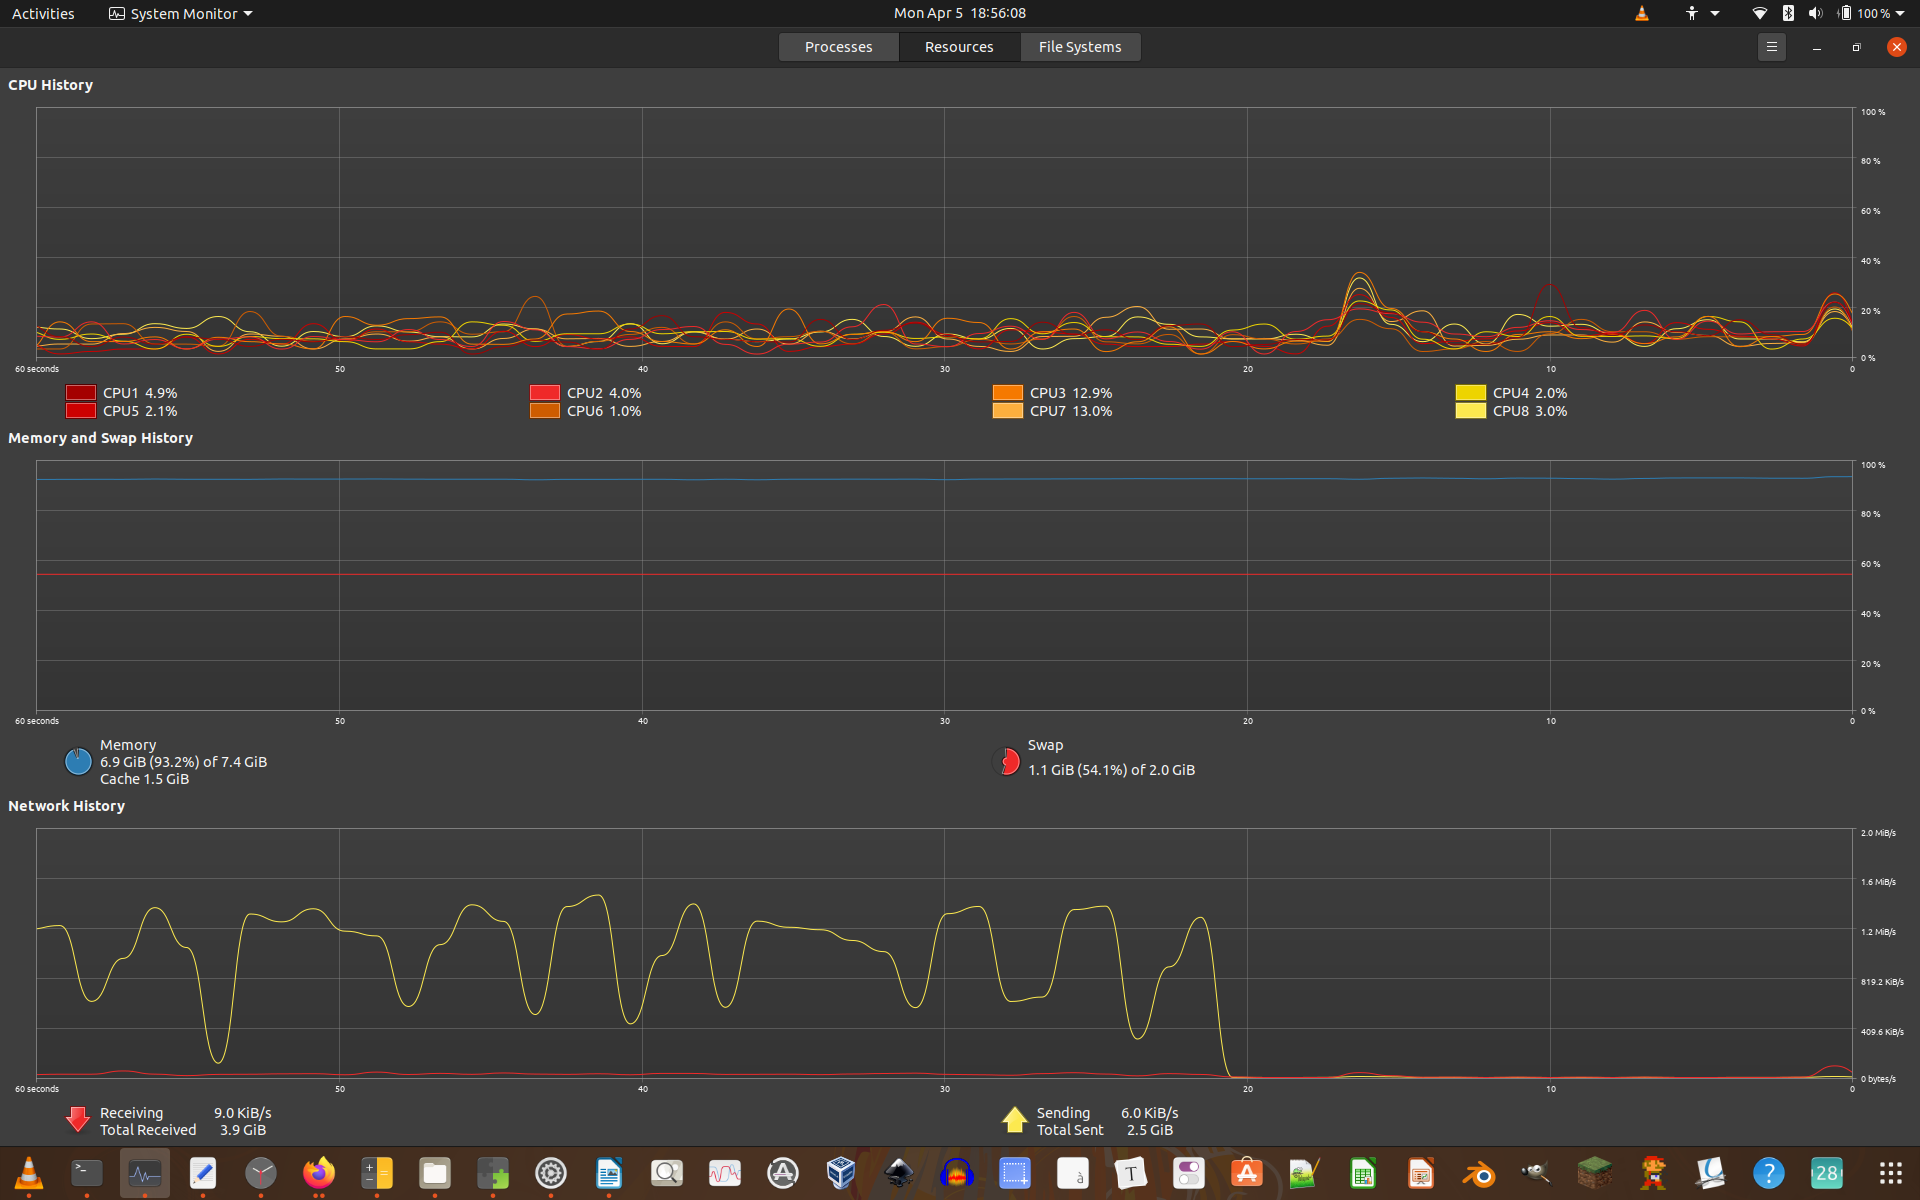 Activities System Monitor Mon Apr 5 18:56:08 100 %
Processes Resources File Systems
CPU History
100 %
80 %
60 %
40 %
20 %
0 %
60 seconds 50 40 30 20 10 0
CPU1 4.9% CPU2 4.0% CPU3 12.9% CPU4 2.0%
CPU5 2.1% CPU6 1.0% CPU7 13.0% CPU8 3.0%
Memory and Swap History
100 %
80 %
60 %
40 %
20 %
0 %
60 seconds 50 40 30 20 10 0
Memory
6.9 GiB (93.2%) of 7.4 GiB
Cache 1.5 GiB
Swap
1.1 GiB (54.1%) of 2.0 GiB
Network History
2.0 MiB/s
1.6 MiB/s
1.2 MiB/s
819.2 KiB/s
409.6 KiB/s
0 bytes/s
60 seconds 50 40 30 20 10 0
Receiving 9.0 KiB/s
Total Received 3.9 GiB
Sending 6.0 KiB/s
Total Sent 2.5 GiB
>_ à T ? 28